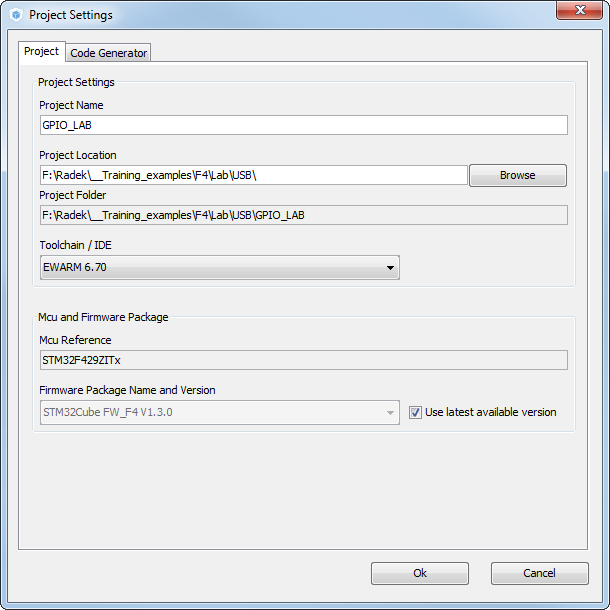 Project Settings
Project
Code Generator
Project Settings
Project Name
GPIO_LAB
Project Location
F:\Radek\__Training_examples\F4\Lab\USB\
Browse
Project Folder
F:\Radek\__Training_examples\F4\Lab\USB\GPIO_LAB
Toolchain / IDE
EWARM 6.70
Mcu and Firmware Package
Mcu Reference
STM32F429ZITx
Firmware Package Name and Version
STM32Cube FW_F4 V1.3.0
Use latest available version
Ok
Cancel